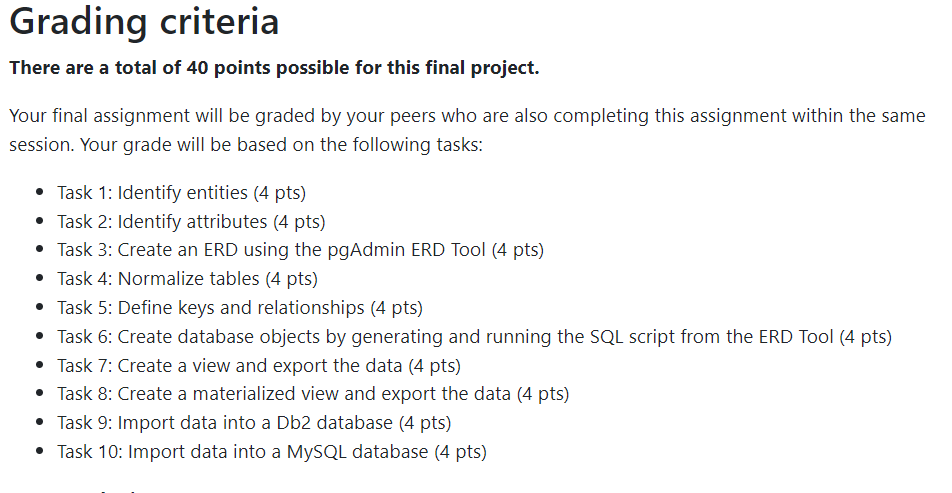 Grading criteria
There are a total of 40 points possible for this final project.
Your final assignment will be graded by your peers who are also completing this assignment within the same
session. Your grade will be based on the following tasks:
• Task 1: Identify entities (4 pts)
• Task 2: Identify attributes (4 pts)
• Task 3: Create an ERD using the pgAdmin ERD Tool (4 pts)
• Task 4: Normalize tables (4 pts)
• Task 5: Define keys and relationships (4 pts)
• Task 6: Create database objects by generating and running the SQL script from the ERD Tool (4 pts)
• Task 7: Create a view and export the data (4 pts)
• Task 8: Create a materialized view and export the data (4 pts)
• Task 9: Import data into a Db2 database (4 pts)
• Task 10: Import data into a MySQL database (4 pts)